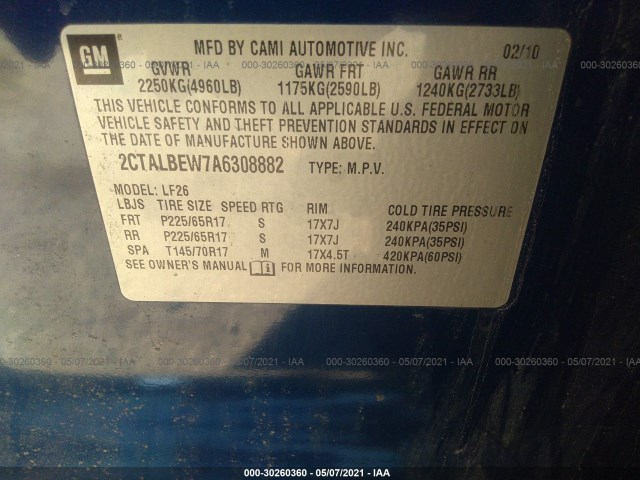 GM
MFD BY CAMI AUTOMOTIVE INC. 02/10
GVWR GAWR FRT GAWR RR
2250KG(4960LB) 1175KG(2590LB) 1240KG(2733LB)
THIS VEHICLE CONFORMS TO ALL APPLICABLE U.S. FEDERAL MOTOR
VEHICLE SAFETY AND THEFT PREVENTION STANDARDS IN EFFECT ON
THE DATE OF MANUFACTURE SHOWN ABOVE.
2CTALBEW7A6308882 TYPE: M.P.V.
MODEL: LF26
LBJS TIRE SIZE SPEED RTG RIM COLD TIRE PRESSURE
FRT P225/65R17 S 17X7J 240KPA(35PSI)
RR P225/65R17 S 17X7J 240KPA(35PSI)
SPA T145/70R17 M 17X4.5T 420KPA(60PSI)
SEE OWNER'S MANUAL FOR MORE INFORMATION.
000-30260360 - 05/07/2021 - IAA